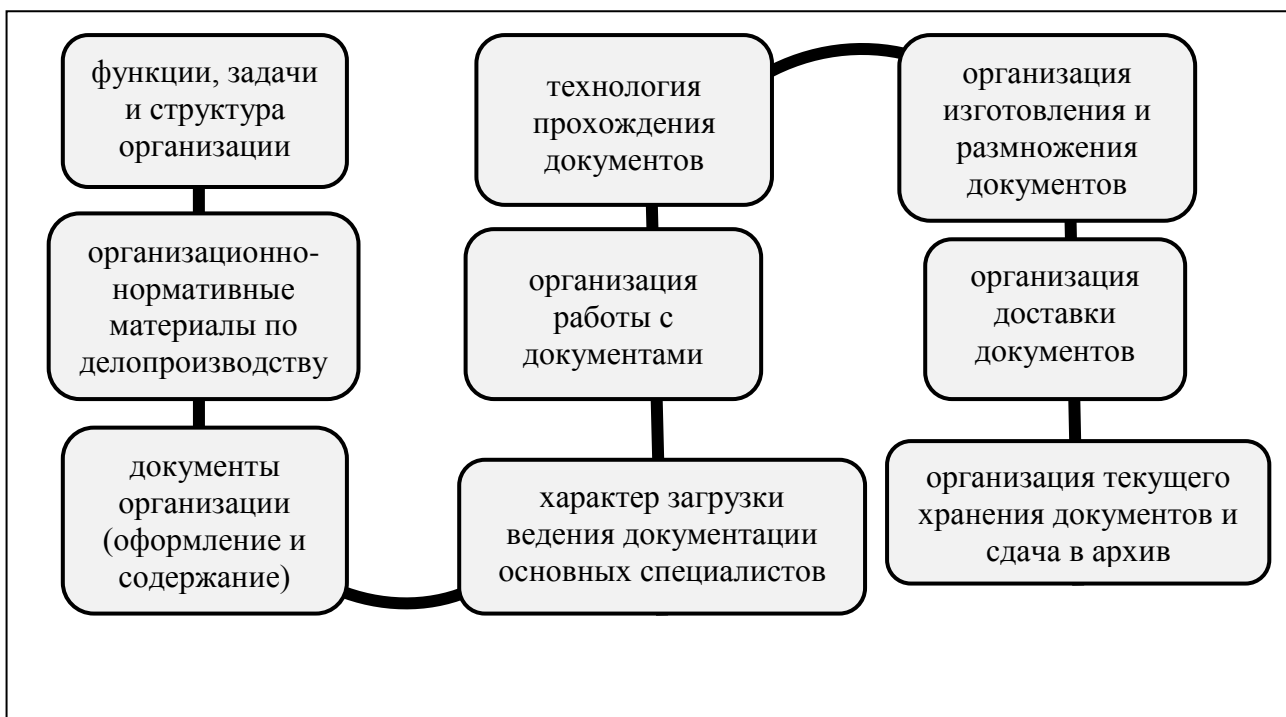 функции, задачи
и структура
организации
организационно-
нормативные
материалы по
делопроизводству
документы
организации
(оформление и
содержание)
характер загрузки
ведения документации
основных специалистов
организация
работы с
документами
технология
прохождения
документов
организация
изготовления и
размножения
документов
организация
доставки
документов
организация текущего
хранения документов и
сдача в архив